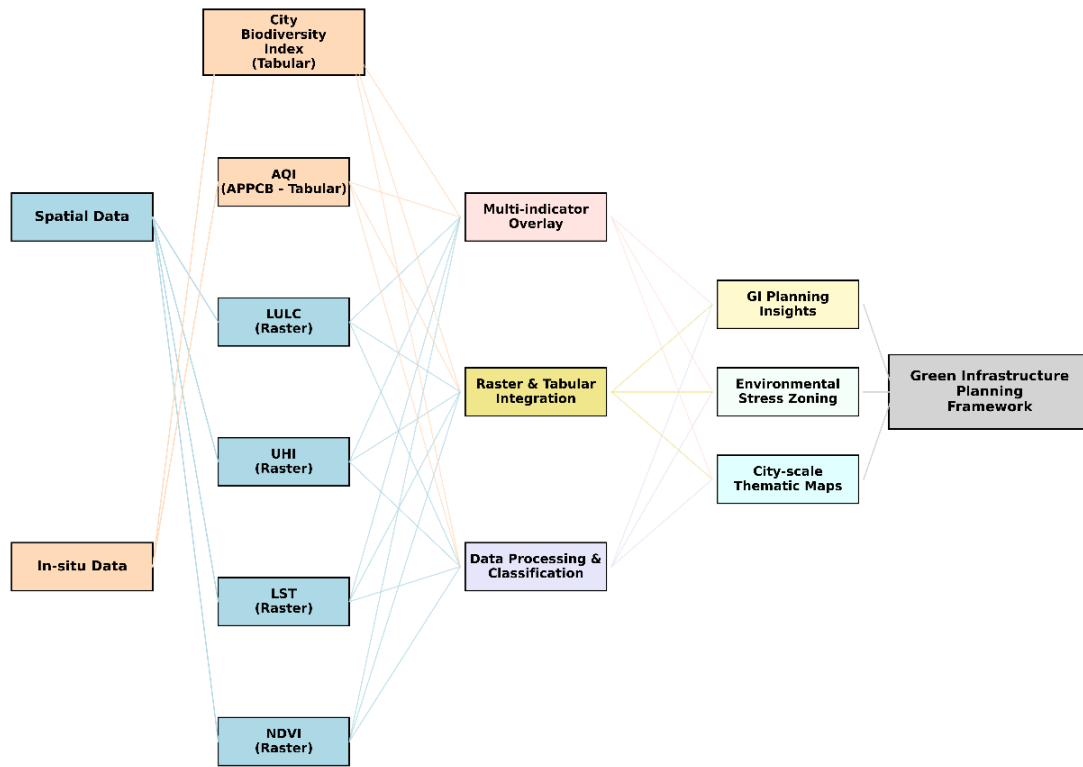 City
Biodiversity
Index
(Tabular)
AQI
(APPCB - Tabular)
Spatial Data
Multi-indicator
Overlay
LULC
(Raster)
GI Planning
Insights
Raster & Tabular
Integration
Environmental
Stress Zoning
Green Infrastructure
Planning
Framework
UHI
(Raster)
City-scale
Thematic Maps
In-situ Data
Data Processing &
Classification
LST
(Raster)
NDVI
(Raster)